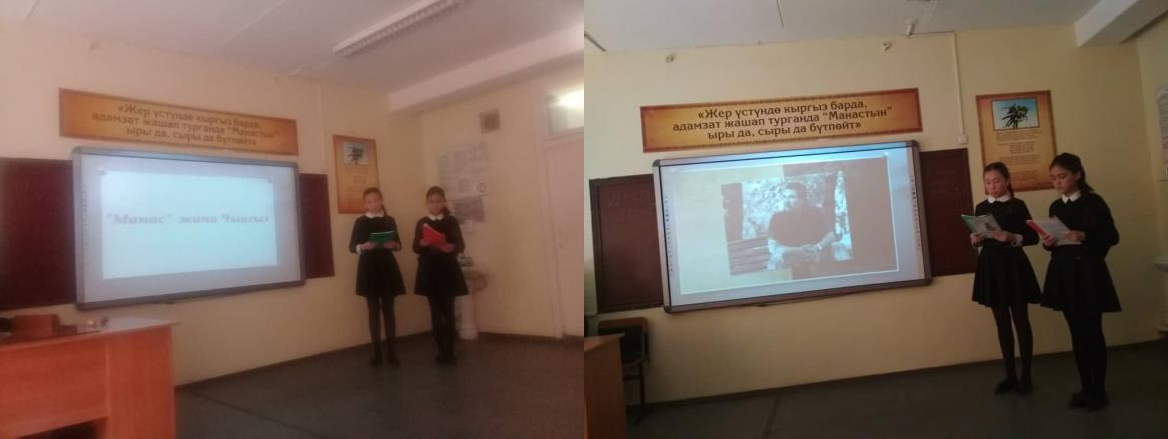 «Жер үстүндө кыргыз барда,
адамзат жашап турганда "Манастын"
ыры да, сыры да бүтпөйт»
"Манас" жана Чыңгыз
«Жер үстүндө кыргыз барда,
адамзат жашап турганда "Манастын"
ыры да, сыры да бүтпөйт»